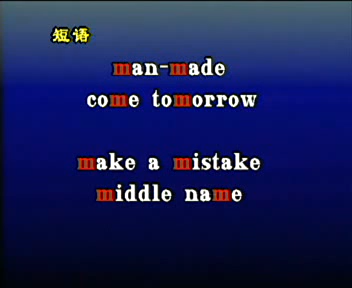 短语
man-made
come tomorrow
make a mistake
middle name